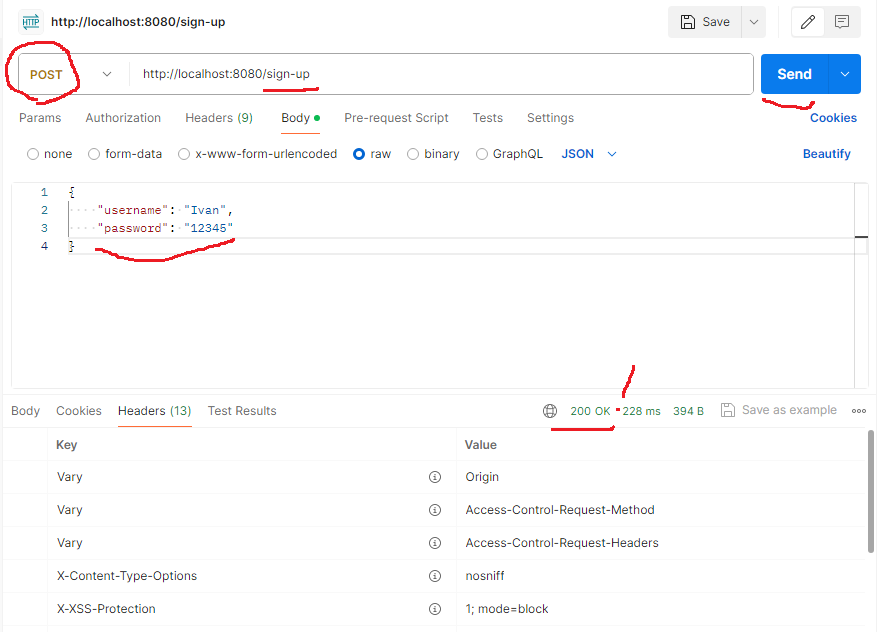 HTTP http://localhost:8080/sign-up Save
POST http://localhost:8080/sign-up Send
Params Authorization Headers (9) Body Pre-request Script Tests Settings Cookies
none form-data x-www-form-urlencoded raw binary GraphQL JSON Beautify
1 {
2 "username": "Ivan",
3 "password": "12345"
4 }
Body Cookies Headers (13) Test Results 200 OK 228 ms 394 B Save as example
Key Value
Vary Origin
Vary Access-Control-Request-Method
Vary Access-Control-Request-Headers
X-Content-Type-Options nosniff
X-XSS-Protection 1; mode=block